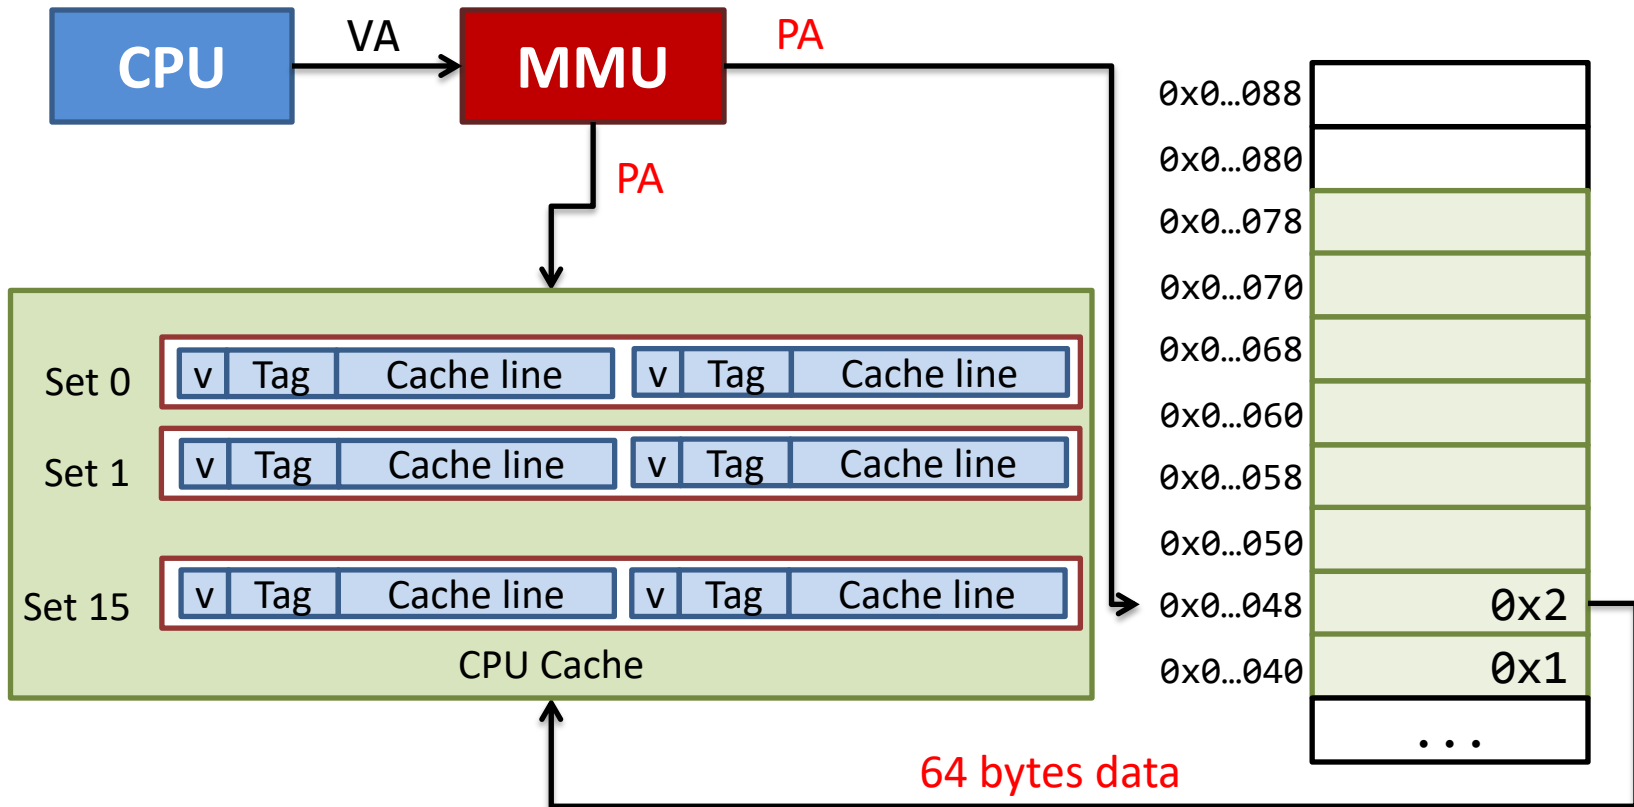 CPU
VA
MMU
PA
PA
Set 0
v Tag Cache line v Tag Cache line
Set 1
v Tag Cache line v Tag Cache line
Set 15
v Tag Cache line v Tag Cache line
CPU Cache
0x0…088
0x0…080
0x0…078
0x0…070
0x0…068
0x0…060
0x0…058
0x0…050
0x0…048 0x2
0x0…040 0x1
...
64 bytes data